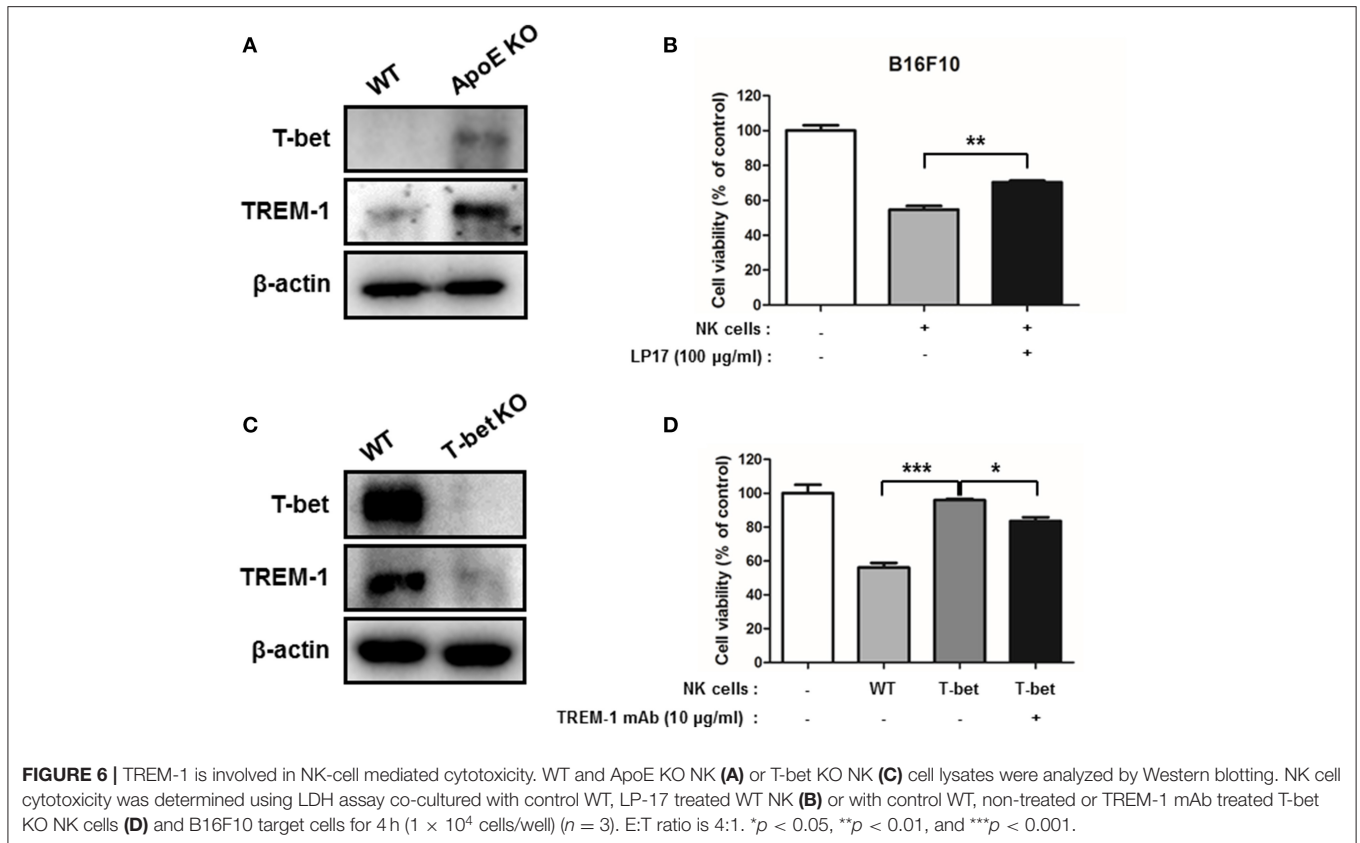 A
WT
ApoE KO
T-bet
TREM-1
β-actin
B
B16F10
Cell viability (% of control)
120
100
80
60
40
20
0
**
NK cells : - + +
LP17 (100 µg/ml) : - - +
C
WT
T-bet KO
T-bet
TREM-1
β-actin
D
Cell viability (% of control)
120
100
80
60
40
20
0
*** *
NK cells : - WT T-bet T-bet
TREM-1 mAb (10 µg/ml) : - - - +
FIGURE 6 | TREM-1 is involved in NK-cell mediated cytotoxicity. WT and ApoE KO NK (A) or T-bet KO NK (C) cell lysates were analyzed by Western blotting. NK cell
cytotoxicity was determined using LDH assay co-cultured with control WT, LP-17 treated WT NK (B) or with control WT, non-treated or TREM-1 mAb treated T-bet
KO NK cells (D) and B16F10 target cells for 4 h (1 × 10⁴ cells/well) (n = 3). E:T ratio is 4:1. *p < 0.05, **p < 0.01, and ***p < 0.001.